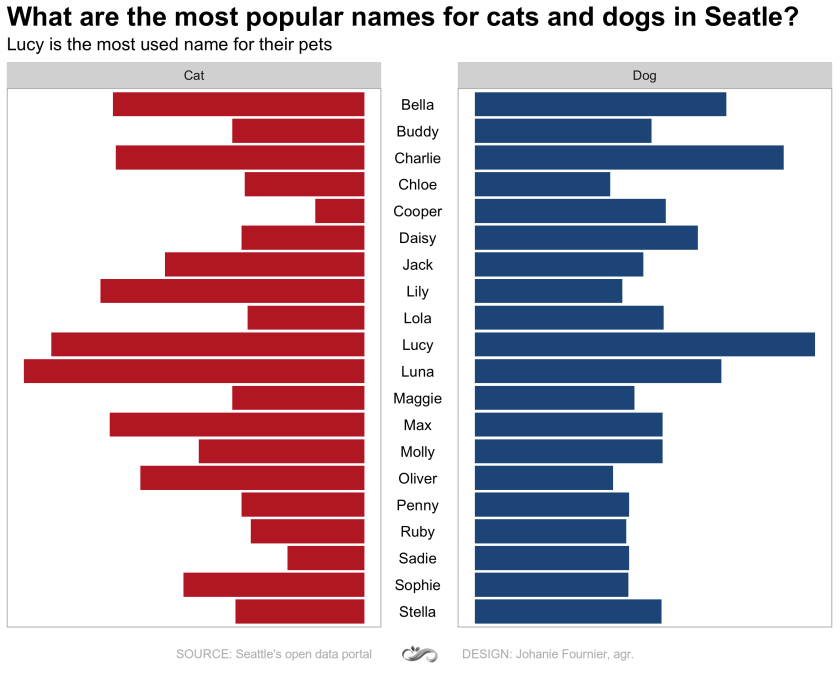 What are the most popular names for cats and dogs in Seatle?
Lucy is the most used name for their pets
Cat
Dog
Bella
Buddy
Charlie
Chloe
Cooper
Daisy
Jack
Lily
Lola
Lucy
Luna
Maggie
Max
Molly
Oliver
Penny
Ruby
Sadie
Sophie
Stella
SOURCE: Seattle's open data portal
DESIGN: Johanie Fournier, agr.